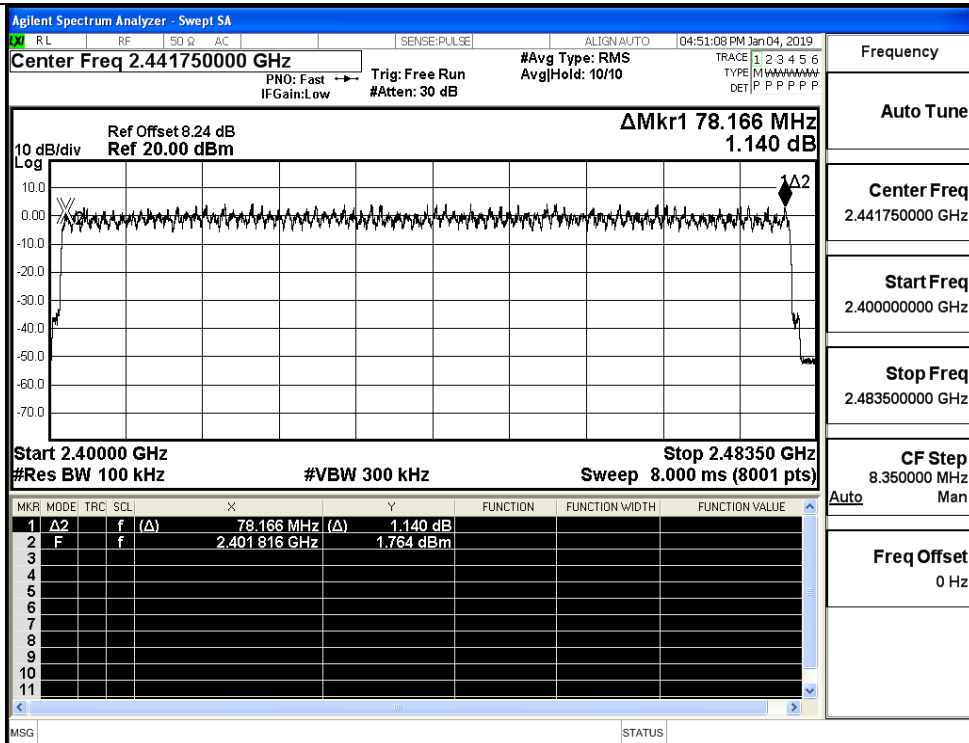 Agilent Spectrum Analyzer - Swept SA
LXI RL RF 50 Ω AC SENSE:PULSE ALIGNAUTO 04:51:08 PM Jan 04, 2019
Center Freq 2.441750000 GHz
PNO: Fast
IFGain:Low
Trig: Free Run
#Atten: 30 dB
#Avg Type: RMS
Avg|Hold: 10/10
TRACE 1 2 3 4 5 6
TYPE M WWWWW
DET P P P P P P
Ref Offset 8.24 dB
10 dB/div Ref 20.00 dBm
Log
ΔMkr1 78.166 MHz
1.140 dB
10.0
0.00
-10.0
-20.0
-30.0
-40.0
-50.0
-60.0
-70.0
1Δ2
Start 2.40000 GHz Stop 2.48350 GHz
#Res BW 100 kHz #VBW 300 kHz Sweep 8.000 ms (8001 pts)
MKR MODE TRC SCL X Y FUNCTION FUNCTION WIDTH FUNCTION VALUE
1 Δ2 f (Δ) 78.166 MHz (Δ) 1.140 dB
2 F f 2.401 816 GHz 1.764 dBm
3
4
5
6
7
8
9
10
11
MSG STATUS
Frequency
Auto Tune
Center Freq
2.441750000 GHz
Start Freq
2.400000000 GHz
Stop Freq
2.483500000 GHz
CF Step
8.350000 MHz
Auto Man
Freq Offset
0 Hz